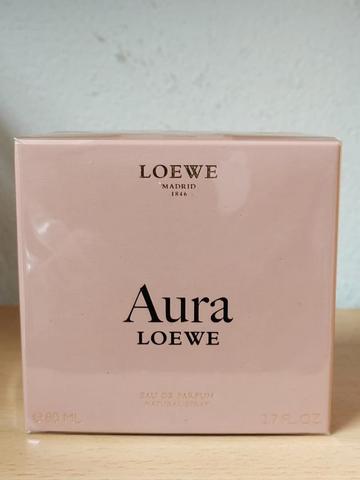 LOEWE
MADRID
1846
Aura
LOEWE
EAU DE PARFUM
NATURAL SPRAY
℮ 80 ML 2.7 FL.OZ